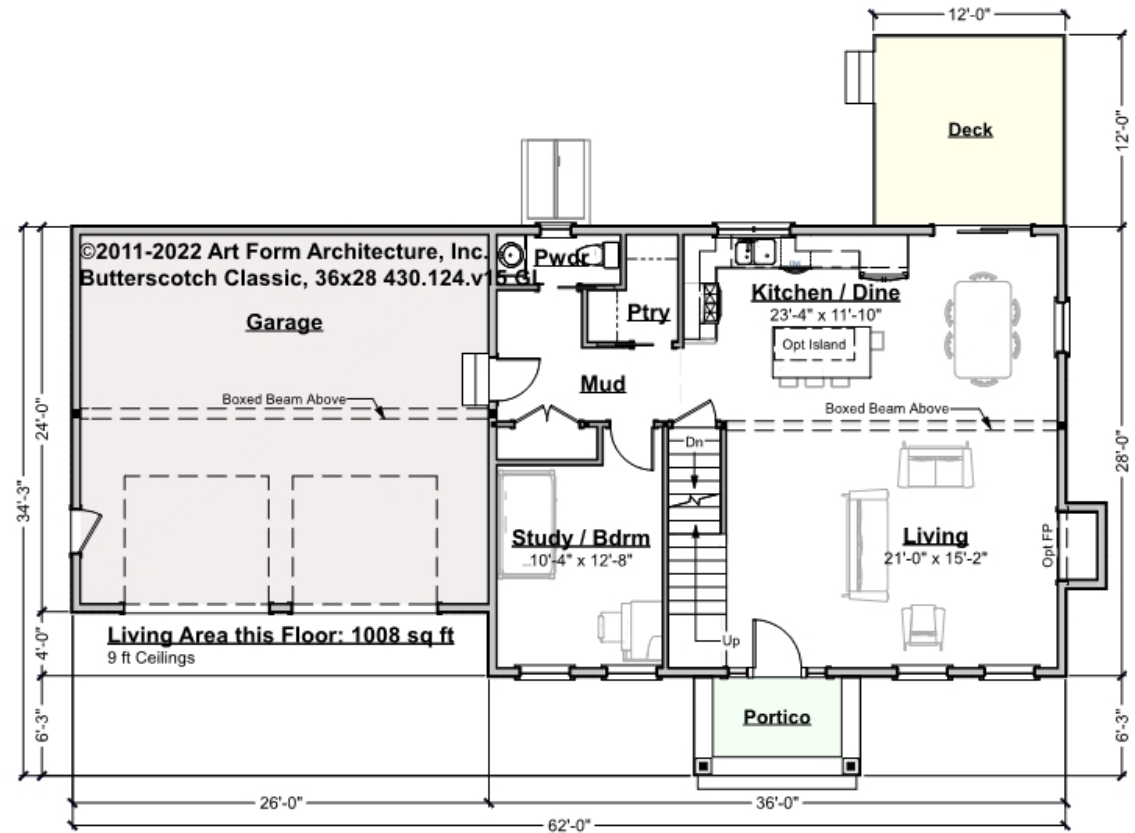 12'-0"
Deck
12'-0"
©2011-2022 Art Form Architecture, Inc.
Butterscotch Classic, 36x28 430.124.v15 GL
Pwdr
Garage
Ptry
Kitchen / Dine
23'-4" x 11'-10"
DW
Opt Island
Mud
Boxed Beam Above
Boxed Beam Above
24'-0"
34'-3"
28'-0"
Dn
Study / Bdrm
10'-4" x 12'-8"
Living
21'-0" x 15'-2"
Opt FP
Living Area this Floor: 1008 sq ft
9 ft Ceilings
4'-0"
Up
Portico
6'-3"
6'-3"
26'-0"
36'-0"
62'-0"